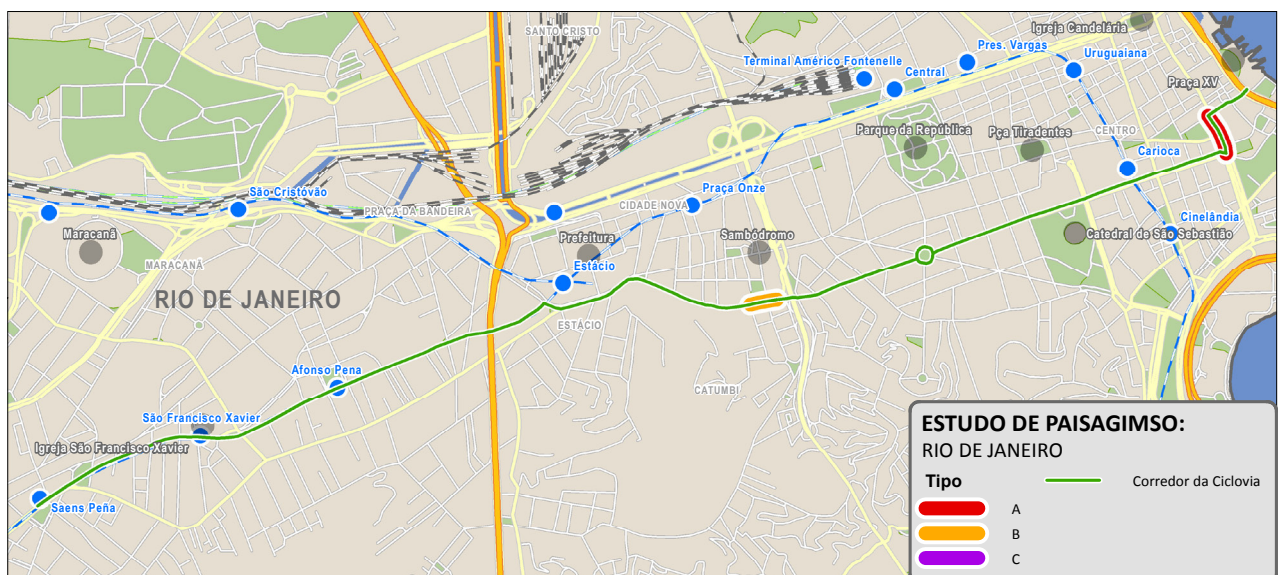 SANTO CRISTO
Igreja Candelária
Pres. Vargas
Uruguaiana
Terminal Américo Fontenelle
Central
Praça XV
Parque da República
Pça Tiradentes
CENTRO
Carioca
São Cristóvão
Praça Onze
PRAÇA DA BANDEIRA
CIDADE NOVA
Cinelândia
Maracanã
Prefeitura
Sambódromo
Catedral de São Sebastião
MARACANÃ
Estácio
RIO DE JANEIRO
ESTÁCIO
Afonso Pena
CATUMBI
São Francisco Xavier
Igreja São Francisco Xavier
Saens Peña
ESTUDO DE PAISAGIMSO:
RIO DE JANEIRO
Tipo
Corredor da Ciclovia
A
B
C